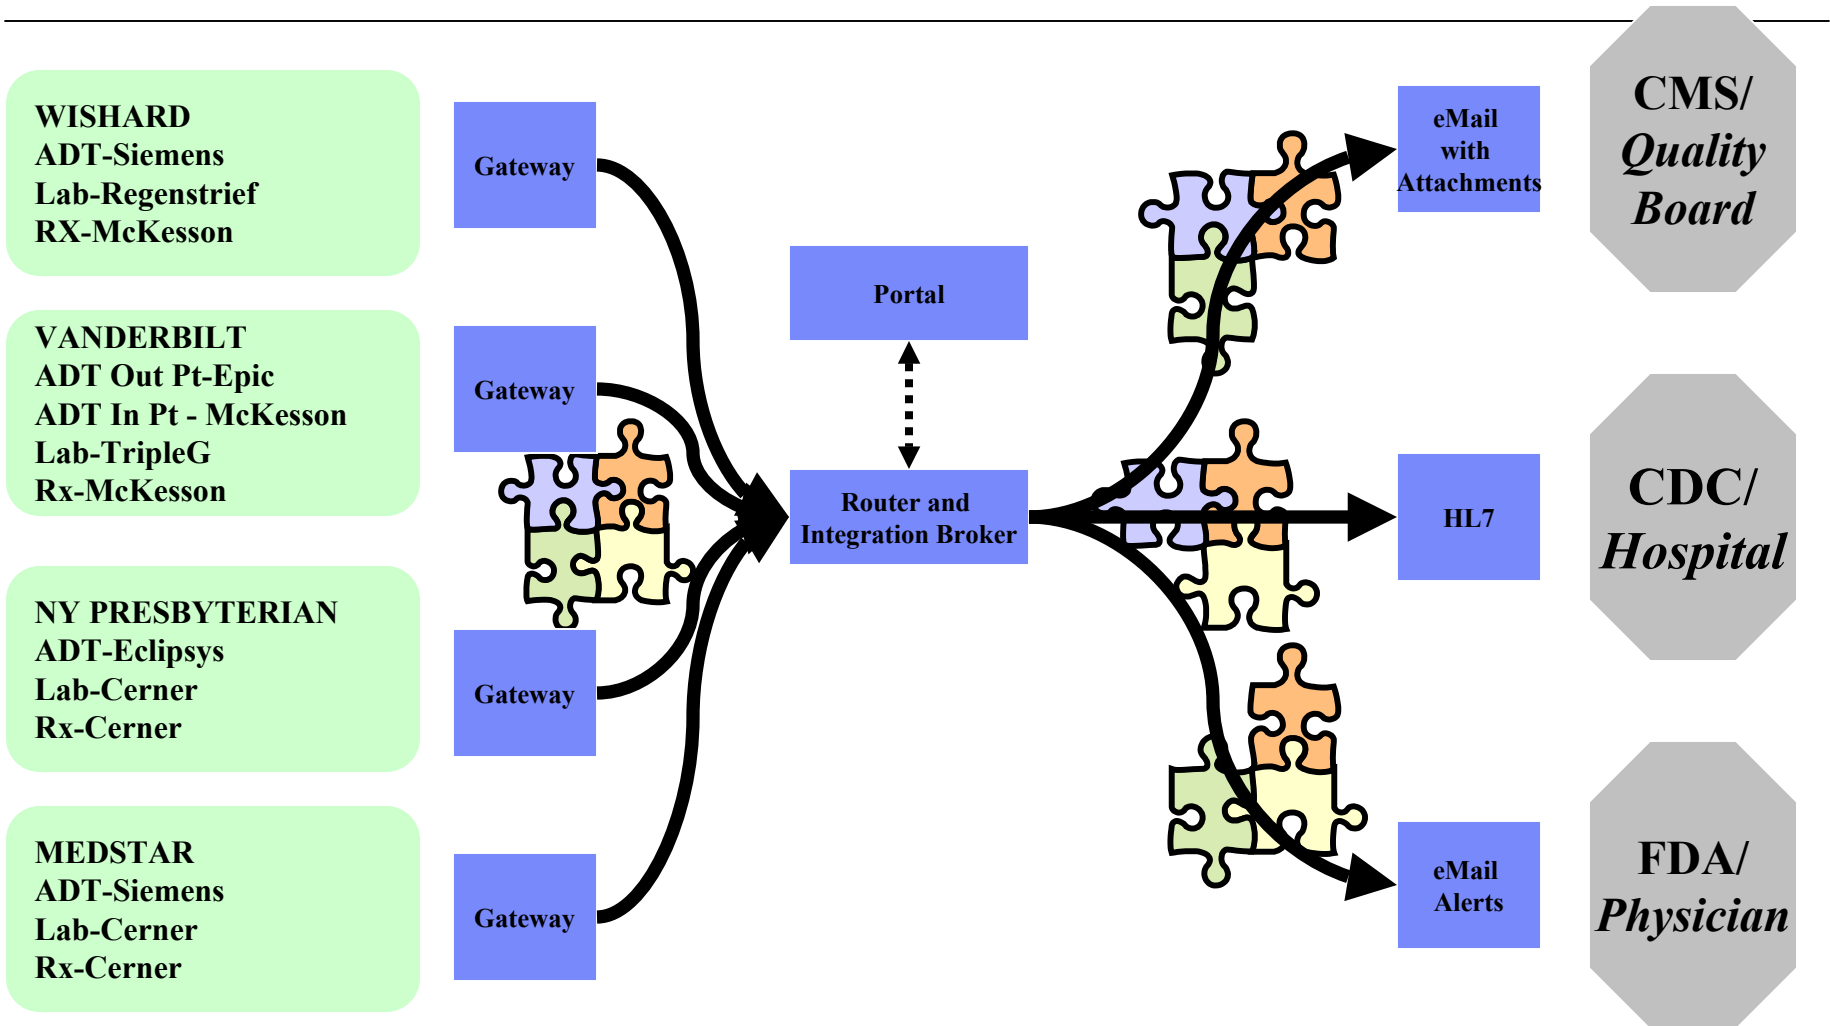 WISHARD
ADT-Siemens
Lab-Regenstrief
RX-McKesson
Gateway
VANDERBILT
ADT Out Pt-Epic
ADT In Pt - McKesson
Lab-TripleG
Rx-McKesson
Gateway
NY PRESBYTERIAN
ADT-Eclipsys
Lab-Cerner
Rx-Cerner
Gateway
MEDSTAR
ADT-Siemens
Lab-Cerner
Rx-Cerner
Gateway
Portal
Router and
Integration Broker
eMail
with
Attachments
CMS/
Quality
Board
HL7
CDC/
Hospital
eMail
Alerts
FDA/
Physician